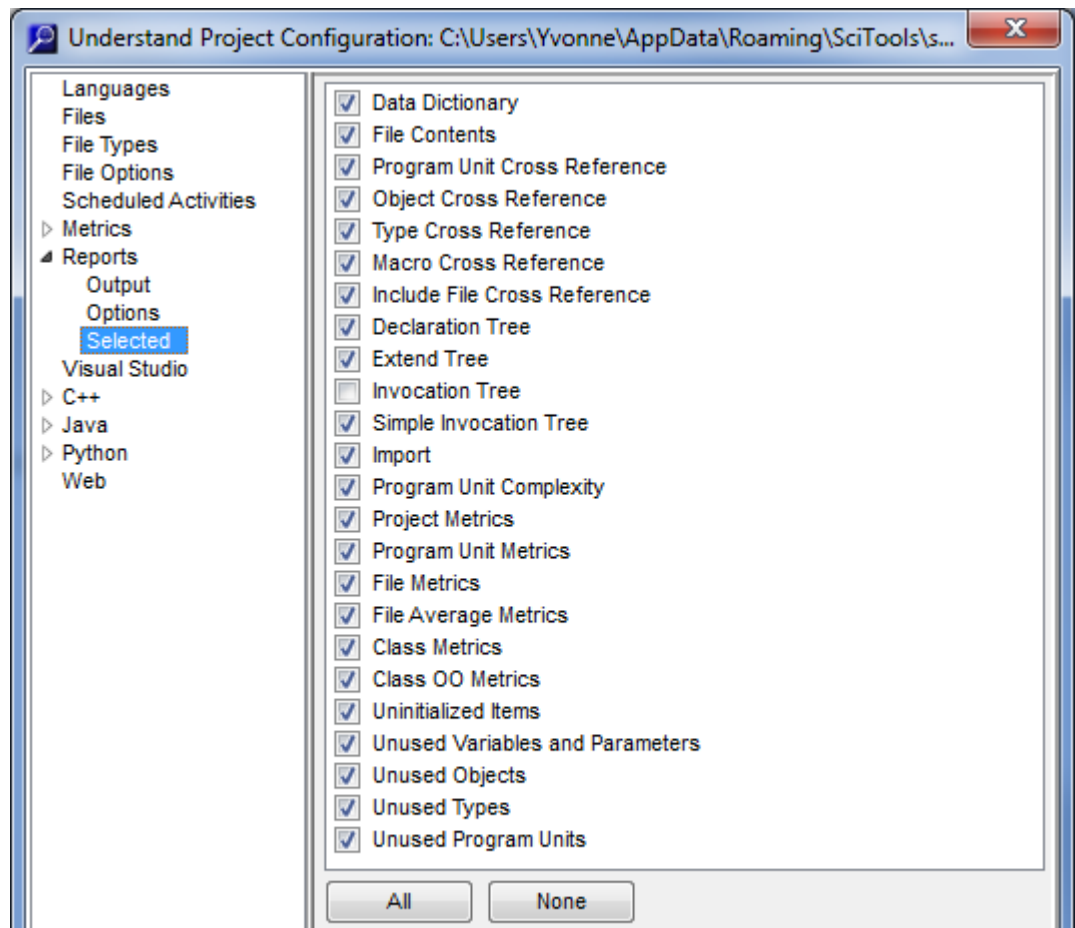 Understand Project Configuration: C:\Users\Yvonne\AppData\Roaming\SciTools\s...
Languages
Files
File Types
File Options
Scheduled Activities
Metrics
Reports
Output
Options
Selected
Visual Studio
C++
Java
Python
Web
Data Dictionary
File Contents
Program Unit Cross Reference
Object Cross Reference
Type Cross Reference
Macro Cross Reference
Include File Cross Reference
Declaration Tree
Extend Tree
Invocation Tree
Simple Invocation Tree
Import
Program Unit Complexity
Project Metrics
Program Unit Metrics
File Metrics
File Average Metrics
Class Metrics
Class OO Metrics
Uninitialized Items
Unused Variables and Parameters
Unused Objects
Unused Types
Unused Program Units
All None